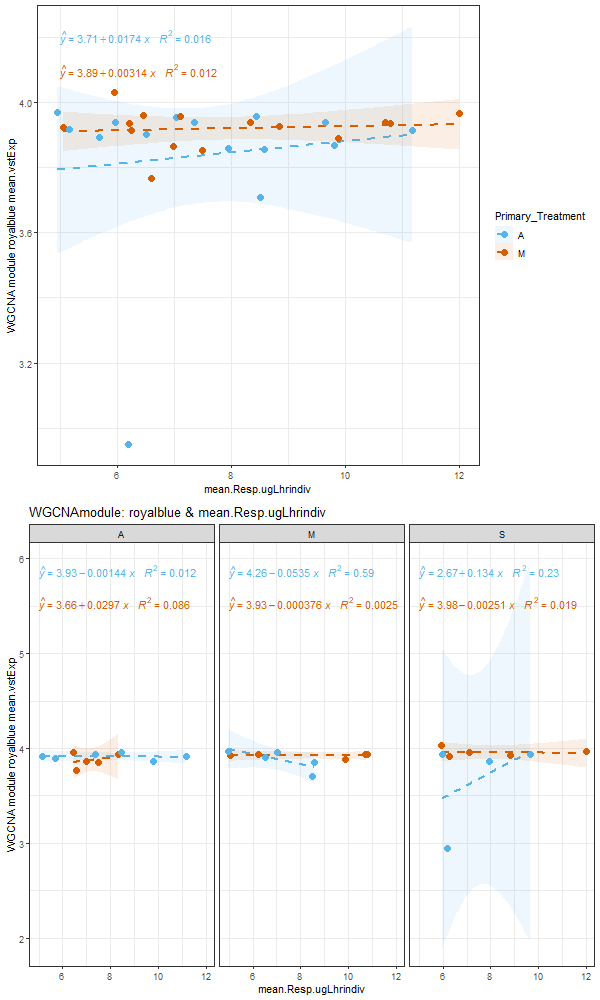 ŷ = 3.71 + 0.0174 x R² = 0.016
ŷ = 3.89 + 0.00314 x R² = 0.012
4.0
3.6
3.2
WGCNA module royalblue mean.vstExp
6 8 10 12
mean.Resp.ugLhrindiv
Primary_Treatment
A
M
WGCNAmodule: royalblue & mean.Resp.ugLhrindiv
A M S
ŷ = 3.93 − 0.00144 x R² = 0.012
ŷ = 3.66 + 0.0297 x R² = 0.086
ŷ = 4.26 − 0.0535 x R² = 0.59
ŷ = 3.93 − 0.000376 x R² = 0.0025
ŷ = 2.67 + 0.134 x R² = 0.23
ŷ = 3.98 − 0.00251 x R² = 0.019
6
5
4
3
2
WGCNA module royalblue mean.vstExp
6 8 10 12 6 8 10 12 6 8 10 12
mean.Resp.ugLhrindiv